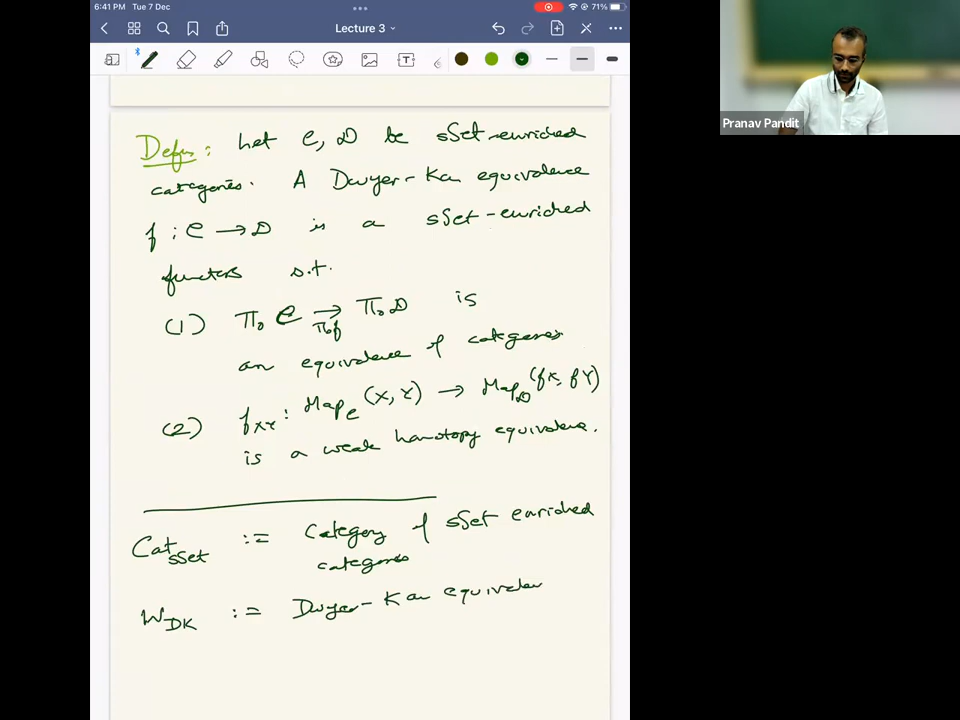 6:41 PM Tue 7 Dec
71%
Lecture 3
Pranav Pandit
Defn: Let C, D be sSet-enriched
categories. A Dwyer-Kan equivalence
f : C → D is a sSet-enriched
functors s.t.
(1) π₀ C → π₀ D is
π₀f
an equivalence of categories
(2) f_XY : Map_C (X, Y) → Map_D (fX, fY)
is a weak homotopy equivalence.
Cat_sSet := Category of sSet enriched
categories
W_DK := Dwyer-Kan equivalen